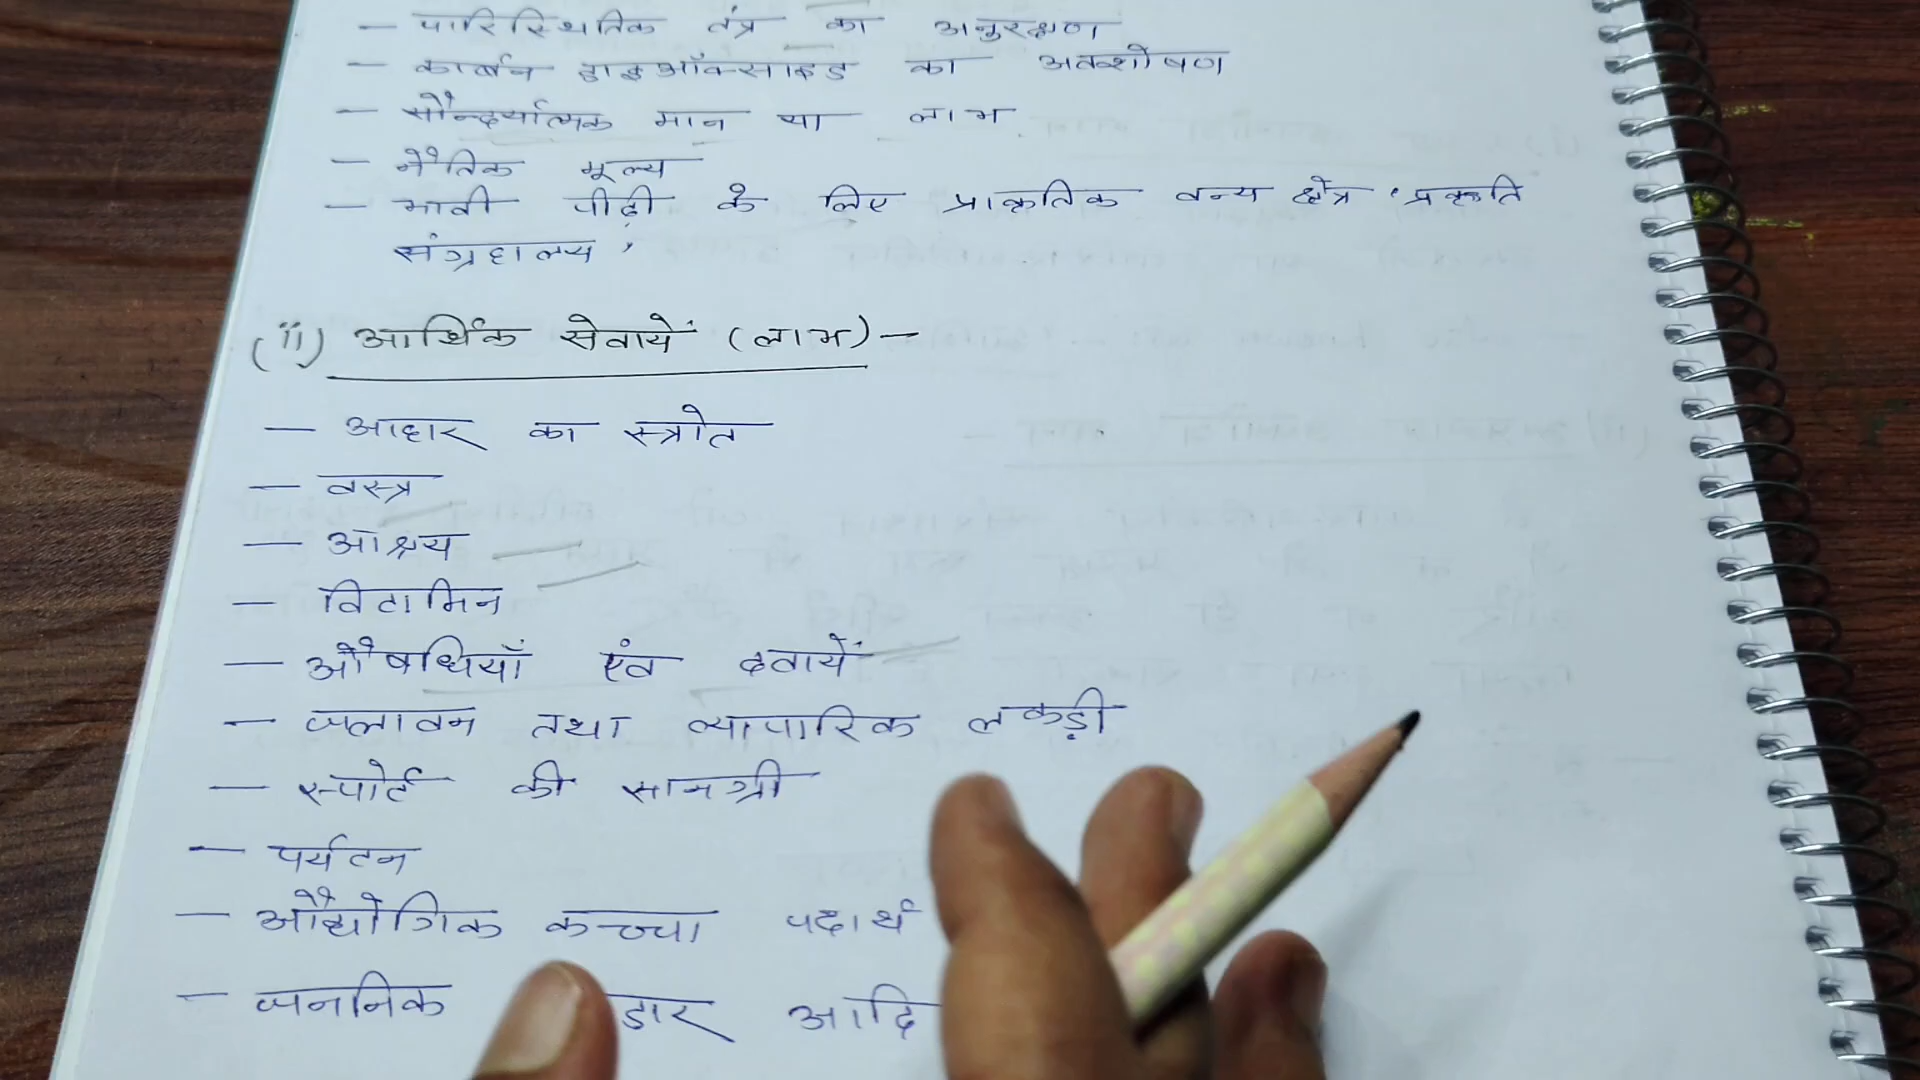 — पारिस्थितिक तंत्र का अनुरक्षण
— कार्बन डाइऑक्साइड का अवशोषण
— सौन्दर्यात्मक मान या लाभ
— नैतिक मूल्य
— भावी पीढ़ी के लिए प्राकृतिक वन्य क्षेत्र, प्रकृति
संग्रहालय,
(ii) आर्थिक सेवायें (लाभ) —
— आहार का स्त्रोत
— वस्त्र
— आश्रय
— विटामिन
— औषधियाँ एंव दवायें
— जलावन तथा व्यापारिक लकड़ी
— स्पोर्ट की सामग्री
— पर्यटन
— औद्योगिक कच्चा पदार्थ
— जननिक डार आदि